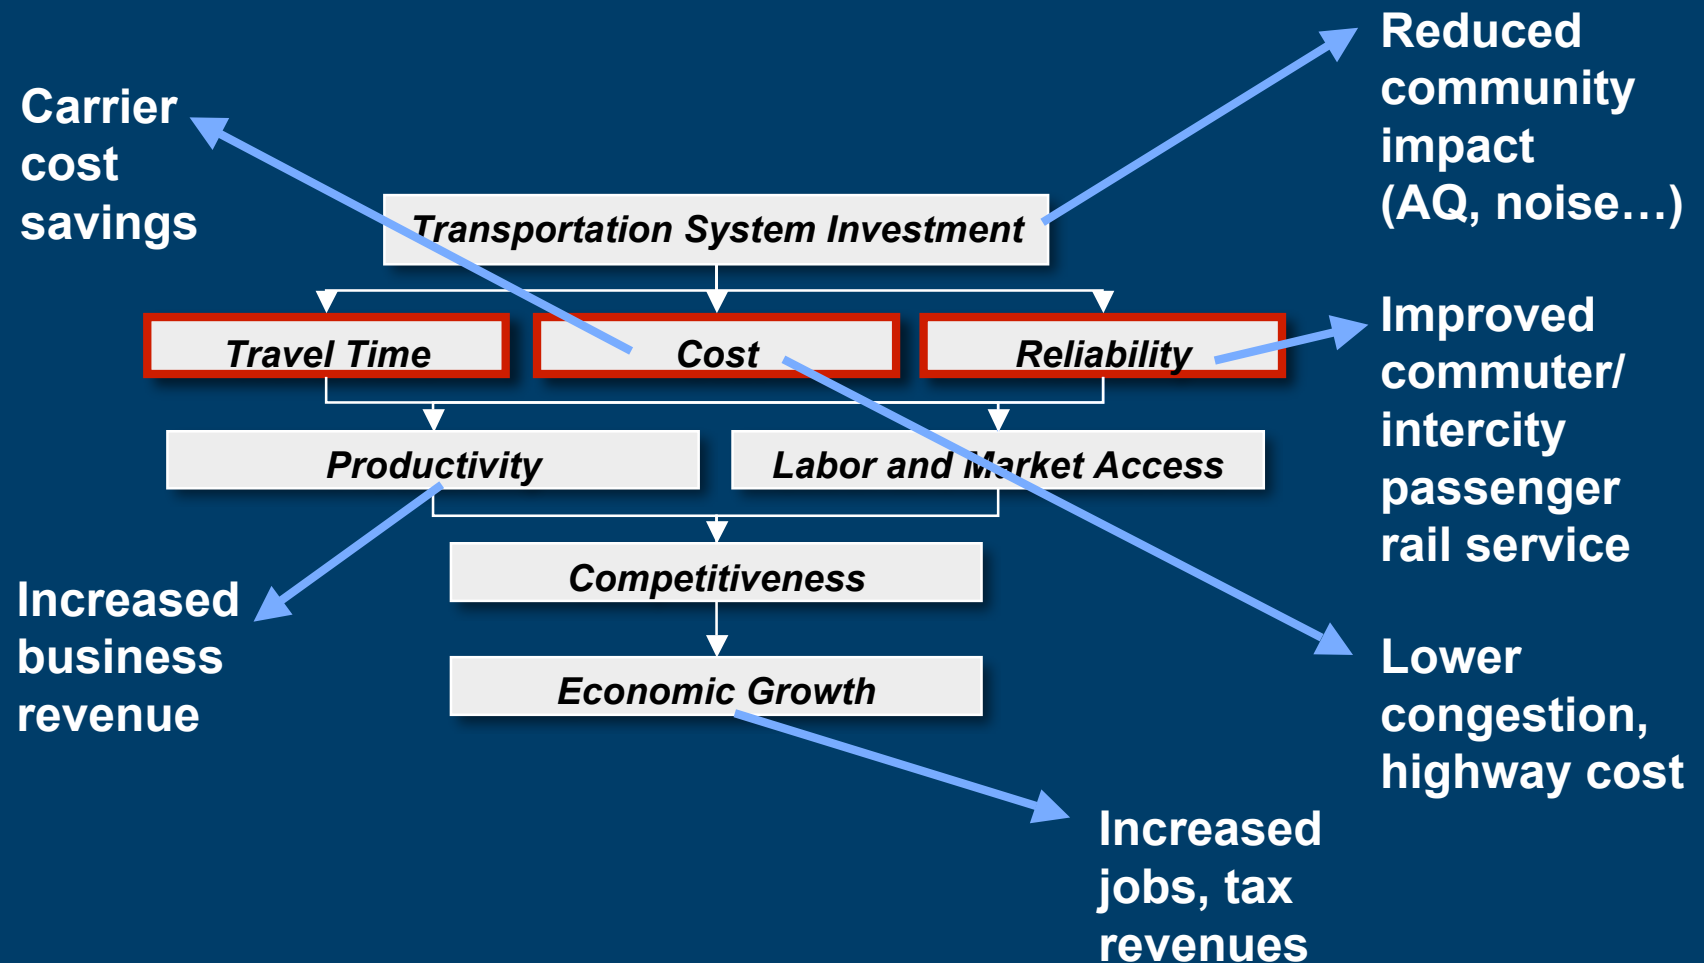 Carrier
cost
savings
Reduced
community
impact
(AQ, noise…)
Transportation System Investment
Travel Time
Cost
Reliability
Improved
commuter/
intercity
passenger
rail service
Productivity
Labor and Market Access
Increased
business
revenue
Competitiveness
Economic Growth
Lower
congestion,
highway cost
Increased
jobs, tax
revenues